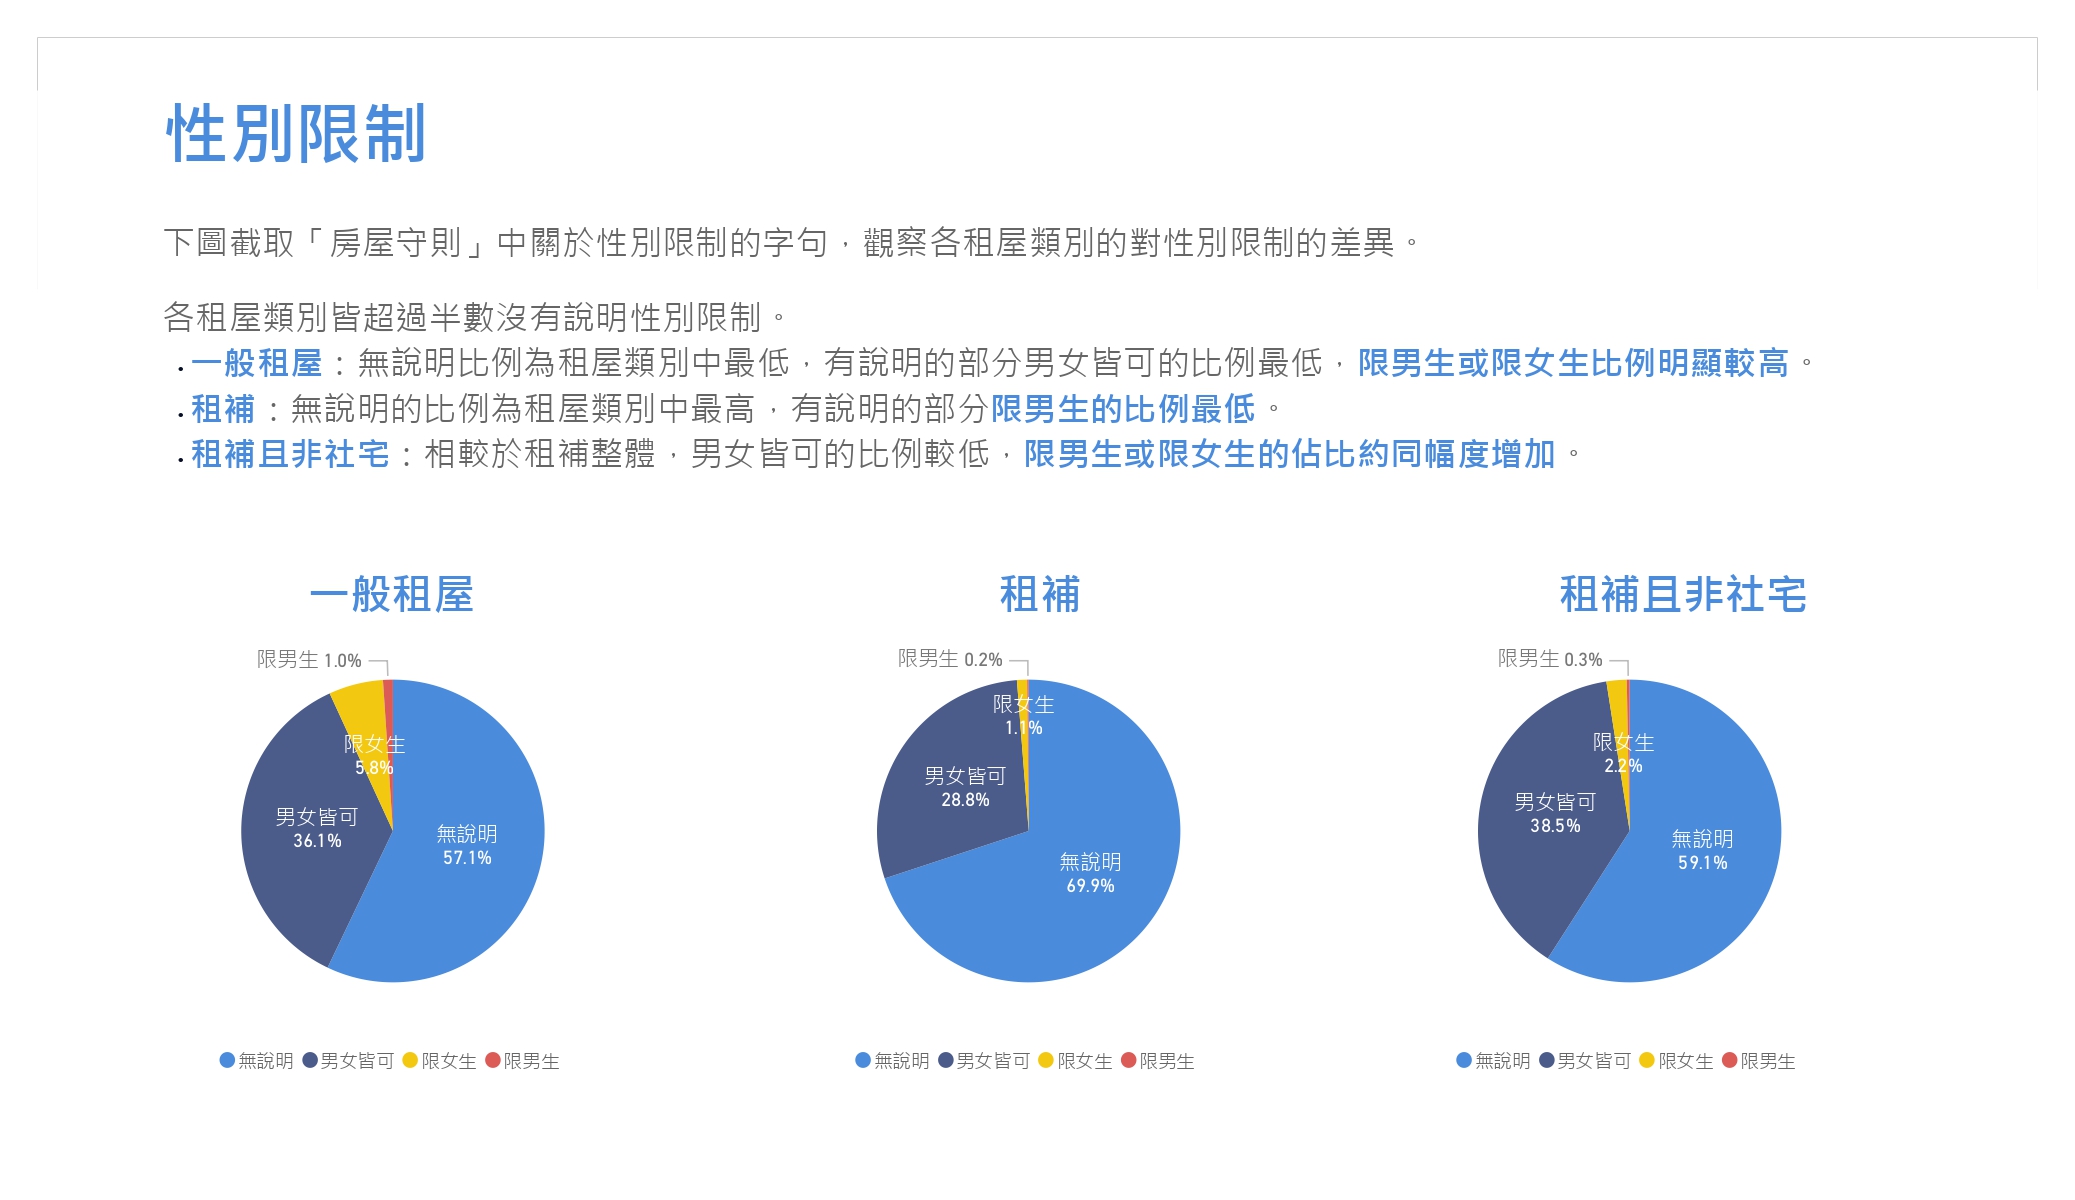 性別限制
下圖截取「房屋守則」中關於性別限制的字句，觀察各租屋類別的對性別限制的差異。
各租屋類別皆超過半數沒有說明性別限制。
• 一般租屋：無說明比例為租屋類別中最低，有說明的部分男女皆可的比例最低，限男生或限女生比例明顯較高。
• 租補：無說明的比例為租屋類別中最高，有說明的部分限男生的比例最低。
• 租補且非社宅：相較於租補整體，男女皆可的比例較低，限男生或限女生的佔比約同幅度增加。
一般租屋
限男生 1.0%
限女生
5.8%
男女皆可
36.1%
無說明
57.1%
無說明 男女皆可 限女生 限男生
租補
限男生 0.2%
限女生
1.1%
男女皆可
28.8%
無說明
69.9%
無說明 男女皆可 限女生 限男生
租補且非社宅
限男生 0.3%
限女生
2.2%
男女皆可
38.5%
無說明
59.1%
無說明 男女皆可 限女生 限男生